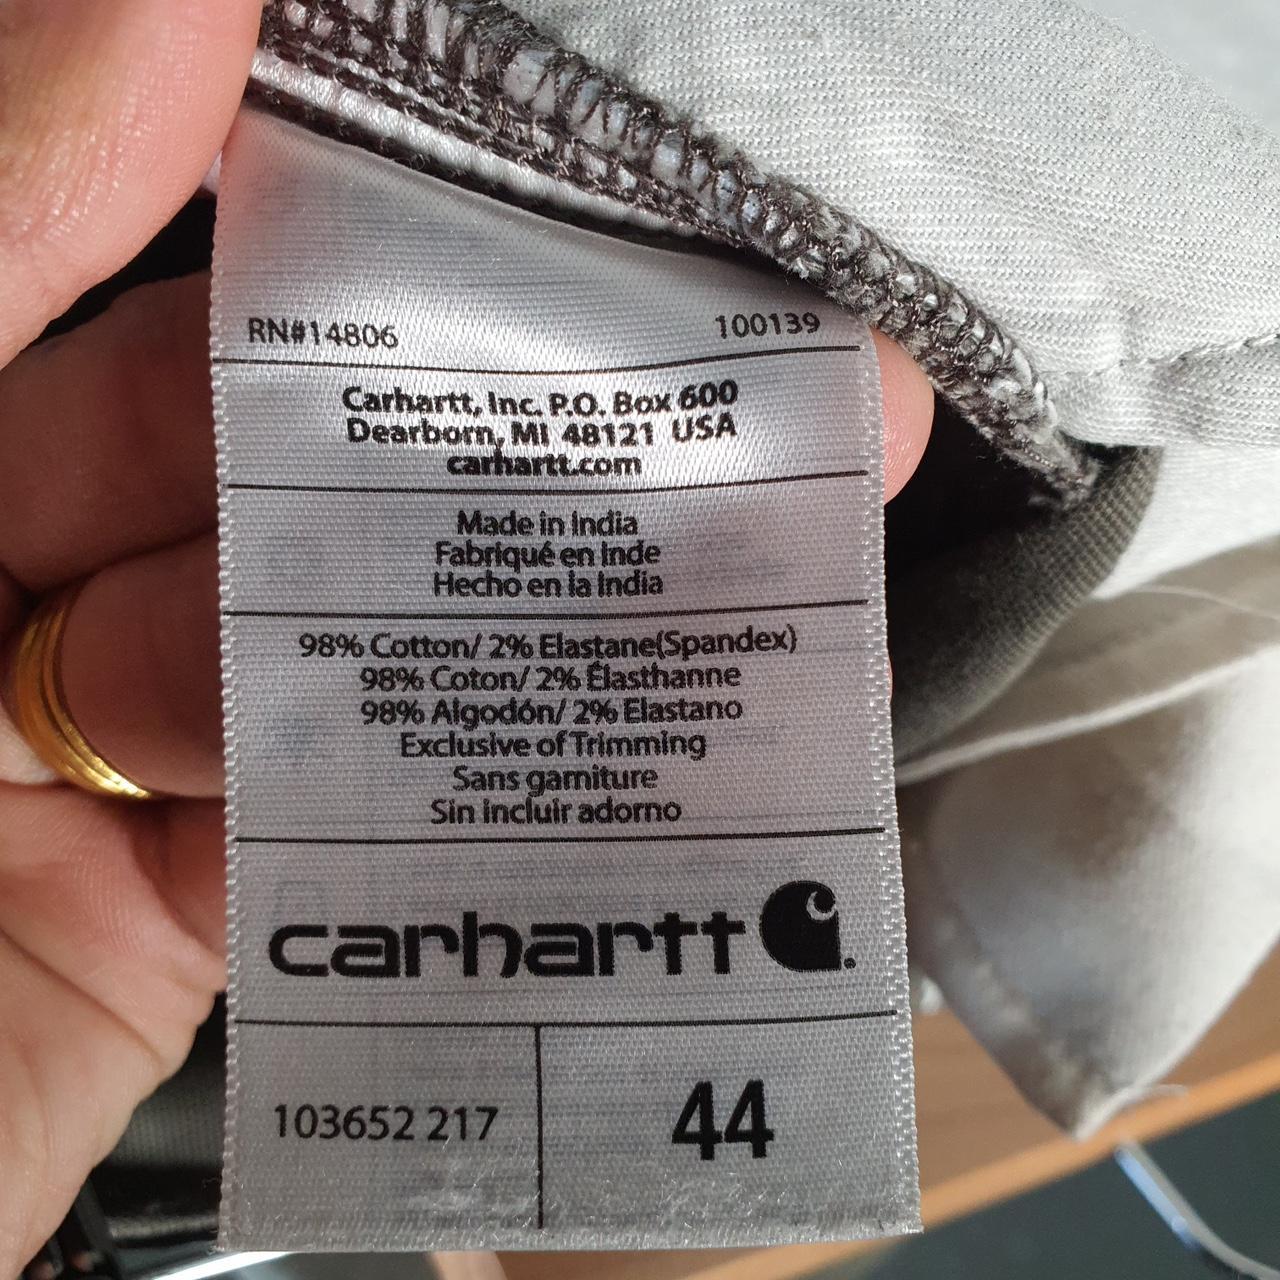 RN#14806 100139
Carhartt, Inc. P.O. Box 600
Dearborn, MI 48121 USA
carhartt.com
Made in India
Fabriqué en Inde
Hecho en la India
98% Cotton/ 2% Elastane(Spandex)
98% Coton/ 2% Élasthanne
98% Algodón/ 2% Elastano
Exclusive of Trimming
Sans garniture
Sin incluir adorno
carhartt
103652 217 44